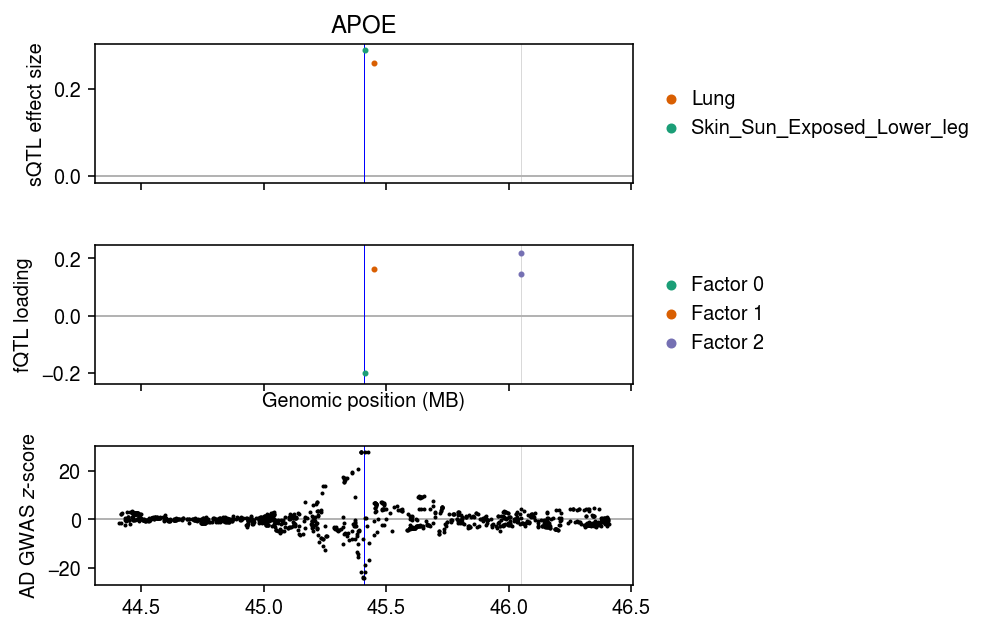 APOE
sQTL effect size
0.2
0.0
Lung
Skin_Sun_Exposed_Lower_leg
fQTL loading
0.2
0.0
−0.2
Factor 0
Factor 1
Factor 2
Genomic position (MB)
AD GWAS z-score
20
0
−20
44.5 45.0 45.5 46.0 46.5